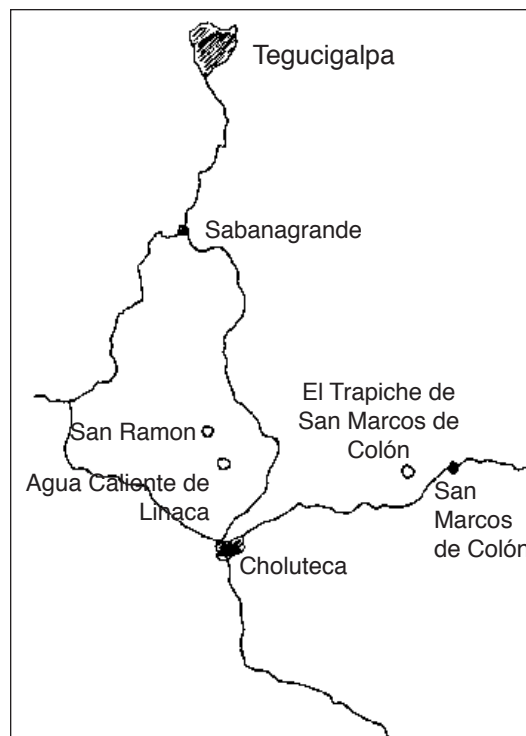 Tegucigalpa
Sabanagrande
El Trapiche de
San Marcos de
Colón
San Ramon
Agua Caliente de
Linaca
San
Marcos
de Colón
Choluteca